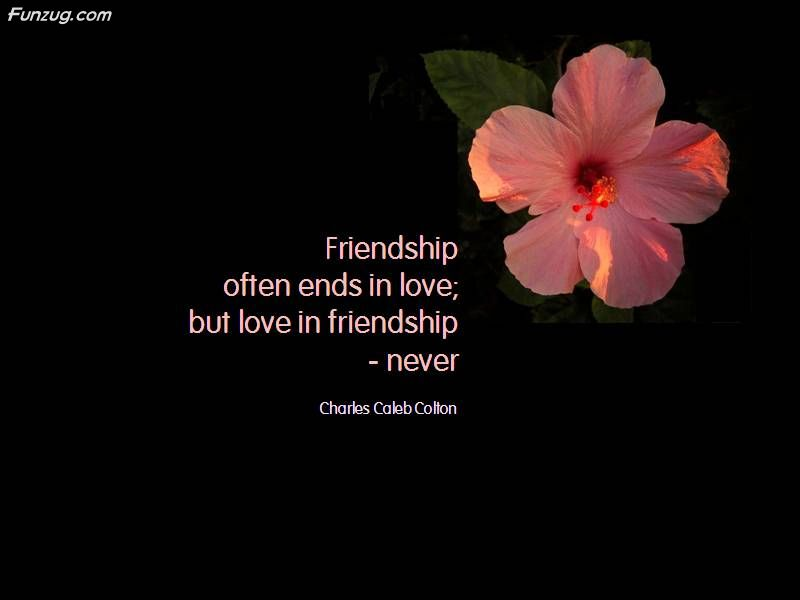 Funzug.com
Friendship
often ends in love;
but love in friendship
- never
Charles Caleb Colton